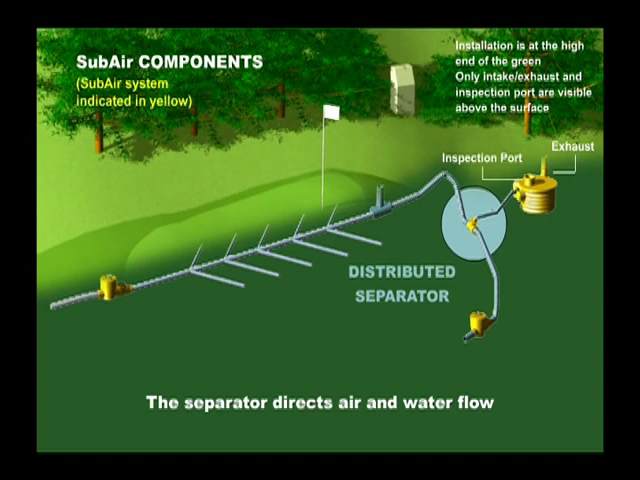 SubAir COMPONENTS
(SubAir system
indicated in yellow)
Installation is at the high
end of the green
Only intake/exhaust and
inspection port are visible
above the surface
Exhaust
Inspection Port
DISTRIBUTED
SEPARATOR
The separator directs air and water flow